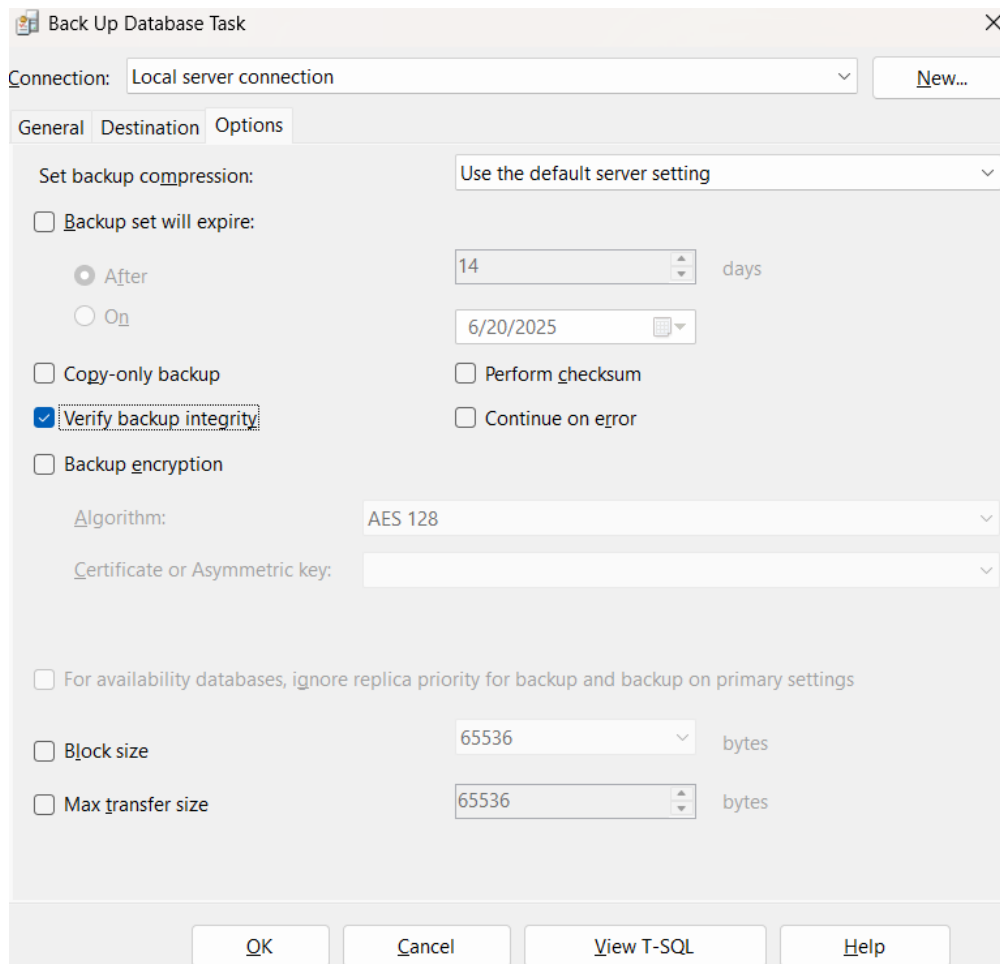 Back Up Database Task
Connection: Local server connection New...
General Destination Options
Set backup compression: Use the default server setting
Backup set will expire:
After 14 days
On 6/20/2025
Copy-only backup Perform checksum
Verify backup integrity Continue on error
Backup encryption
Algorithm: AES 128
Certificate or Asymmetric key:
For availability databases, ignore replica priority for backup and backup on primary settings
Block size 65536 bytes
Max transfer size 65536 bytes
OK Cancel View T-SQL Help